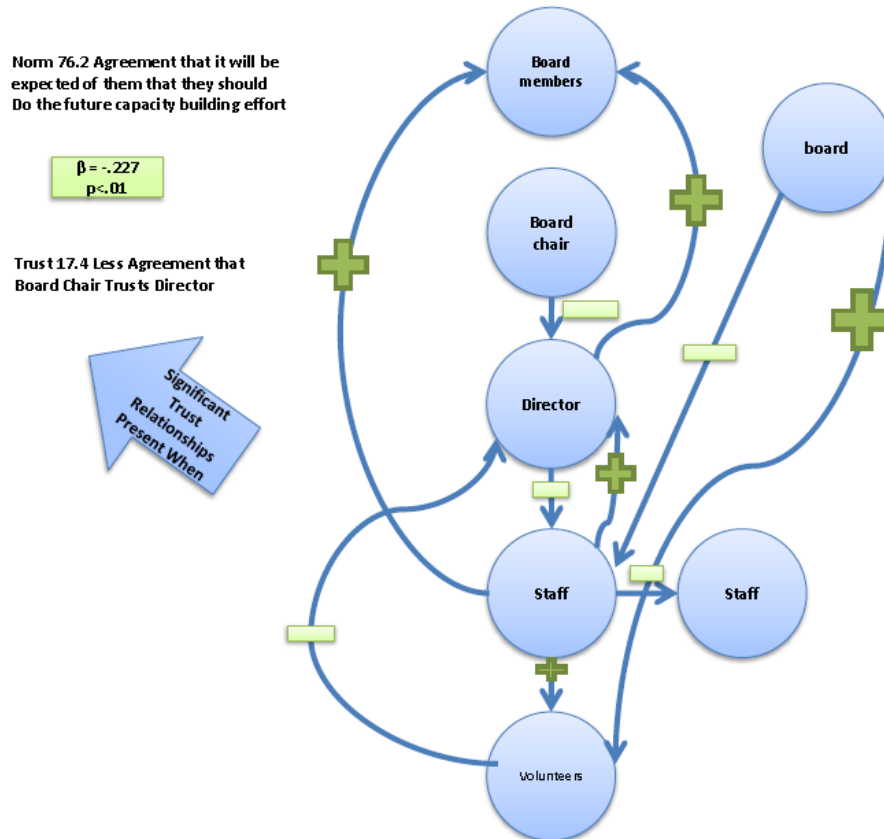 Norm 76.2 Agreement that it will be
expected of them that they should
Do the future capacity building effort
β = -.227
p<.01
Trust 17.4 Less Agreement that
Board Chair Trusts Director
Significant
Trust
Relationships
Present When
Board
members
board
Board
chair
Director
Staff
Staff
Volunteers